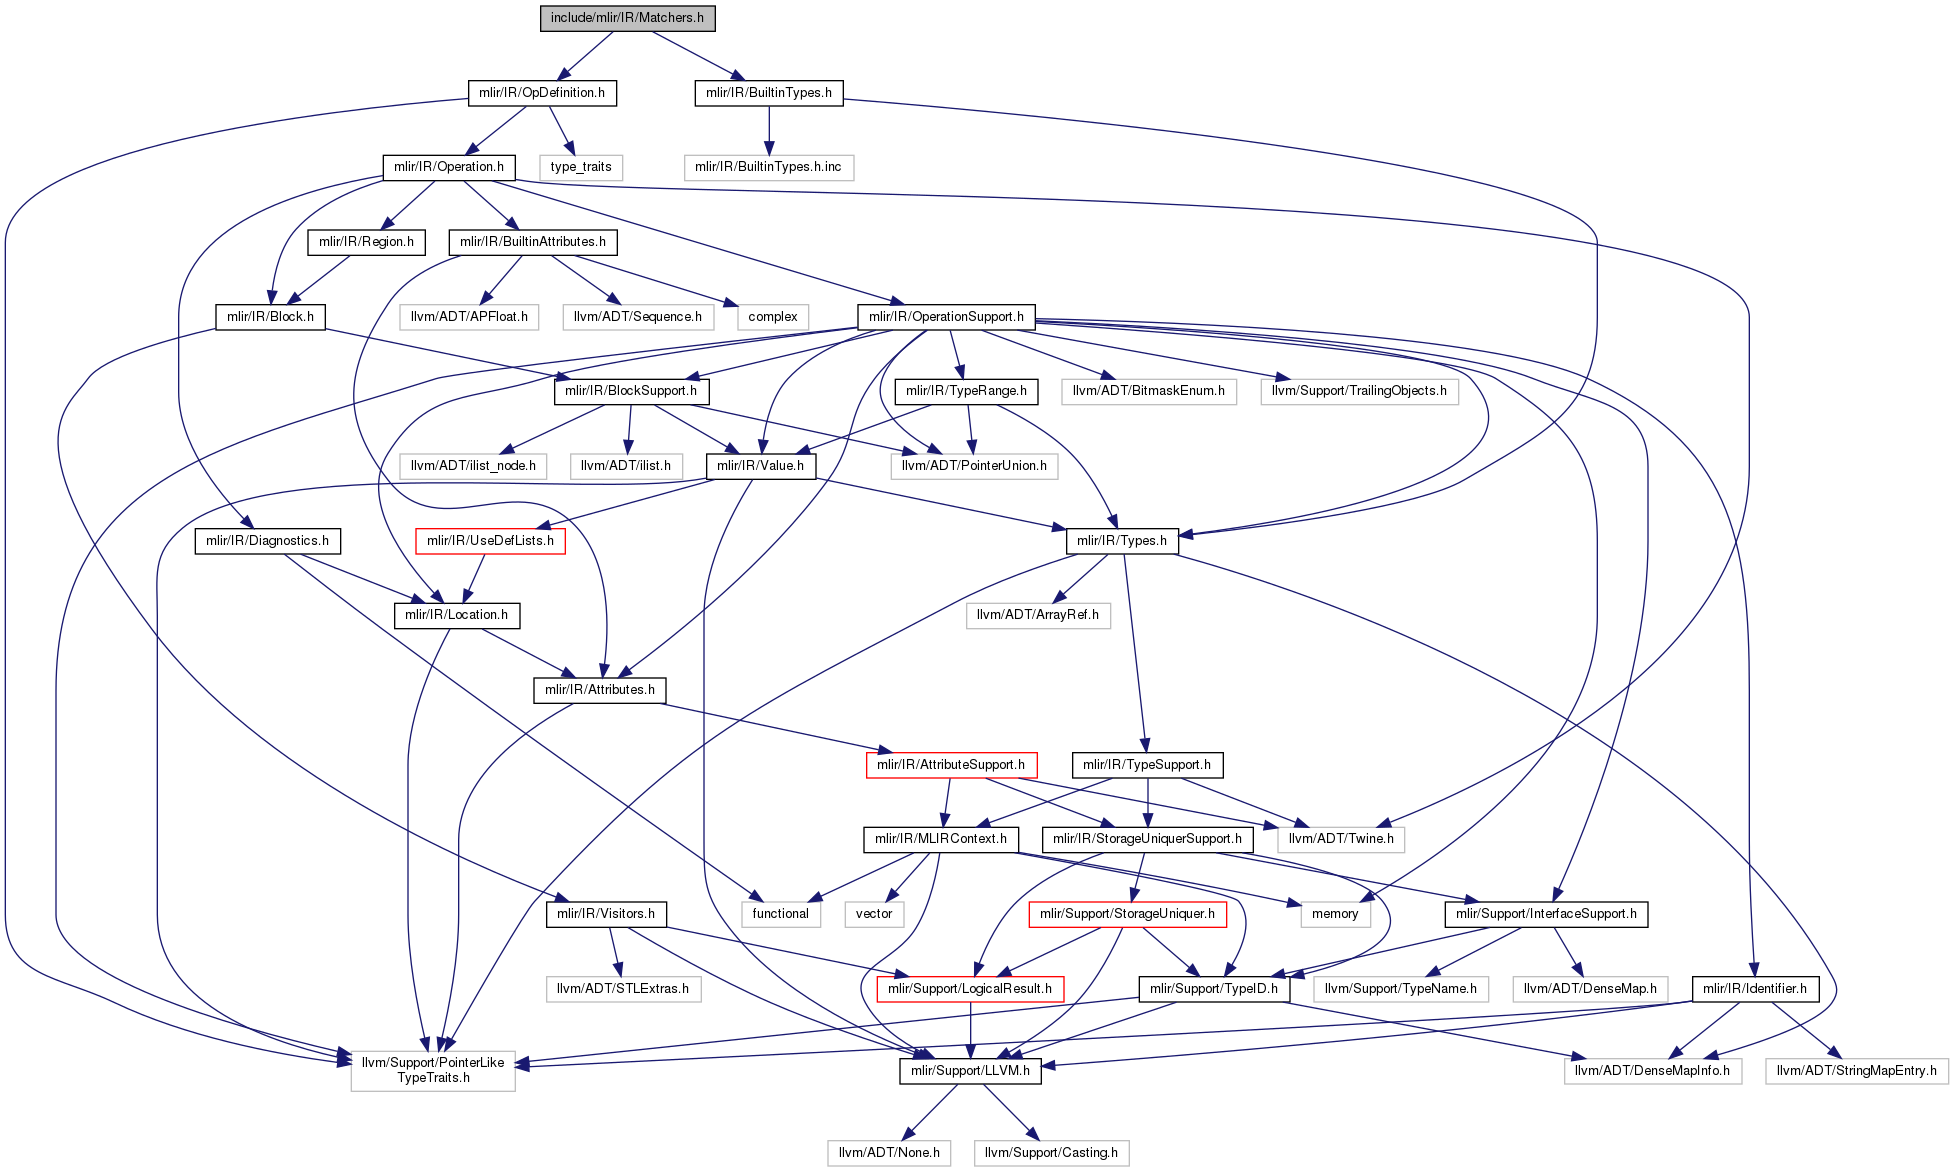 include/mlir/IR/Matchers.h
mlir/IR/OpDefinition.h
mlir/IR/BuiltinTypes.h
mlir/IR/Operation.h
type_traits
mlir/IR/BuiltinTypes.h.inc
mlir/IR/Region.h
mlir/IR/BuiltinAttributes.h
mlir/IR/Block.h
llvm/ADT/APFloat.h
llvm/ADT/Sequence.h
complex
mlir/IR/OperationSupport.h
mlir/IR/BlockSupport.h
mlir/IR/TypeRange.h
llvm/ADT/BitmaskEnum.h
llvm/Support/TrailingObjects.h
llvm/ADT/ilist_node.h
llvm/ADT/ilist.h
mlir/IR/Value.h
llvm/ADT/PointerUnion.h
mlir/IR/Diagnostics.h
mlir/IR/UseDefLists.h
mlir/IR/Types.h
mlir/IR/Location.h
llvm/ADT/ArrayRef.h
mlir/IR/Attributes.h
mlir/IR/AttributeSupport.h
mlir/IR/TypeSupport.h
mlir/IR/MLIRContext.h
mlir/IR/StorageUniquerSupport.h
llvm/ADT/Twine.h
mlir/IR/Visitors.h
functional
vector
mlir/Support/StorageUniquer.h
memory
mlir/Support/InterfaceSupport.h
llvm/ADT/STLExtras.h
mlir/Support/LogicalResult.h
mlir/Support/TypeID.h
llvm/Support/TypeName.h
llvm/ADT/DenseMap.h
mlir/IR/Identifier.h
llvm/Support/PointerLike
TypeTraits.h
mlir/Support/LLVM.h
llvm/ADT/DenseMapInfo.h
llvm/ADT/StringMapEntry.h
llvm/ADT/None.h
llvm/Support/Casting.h